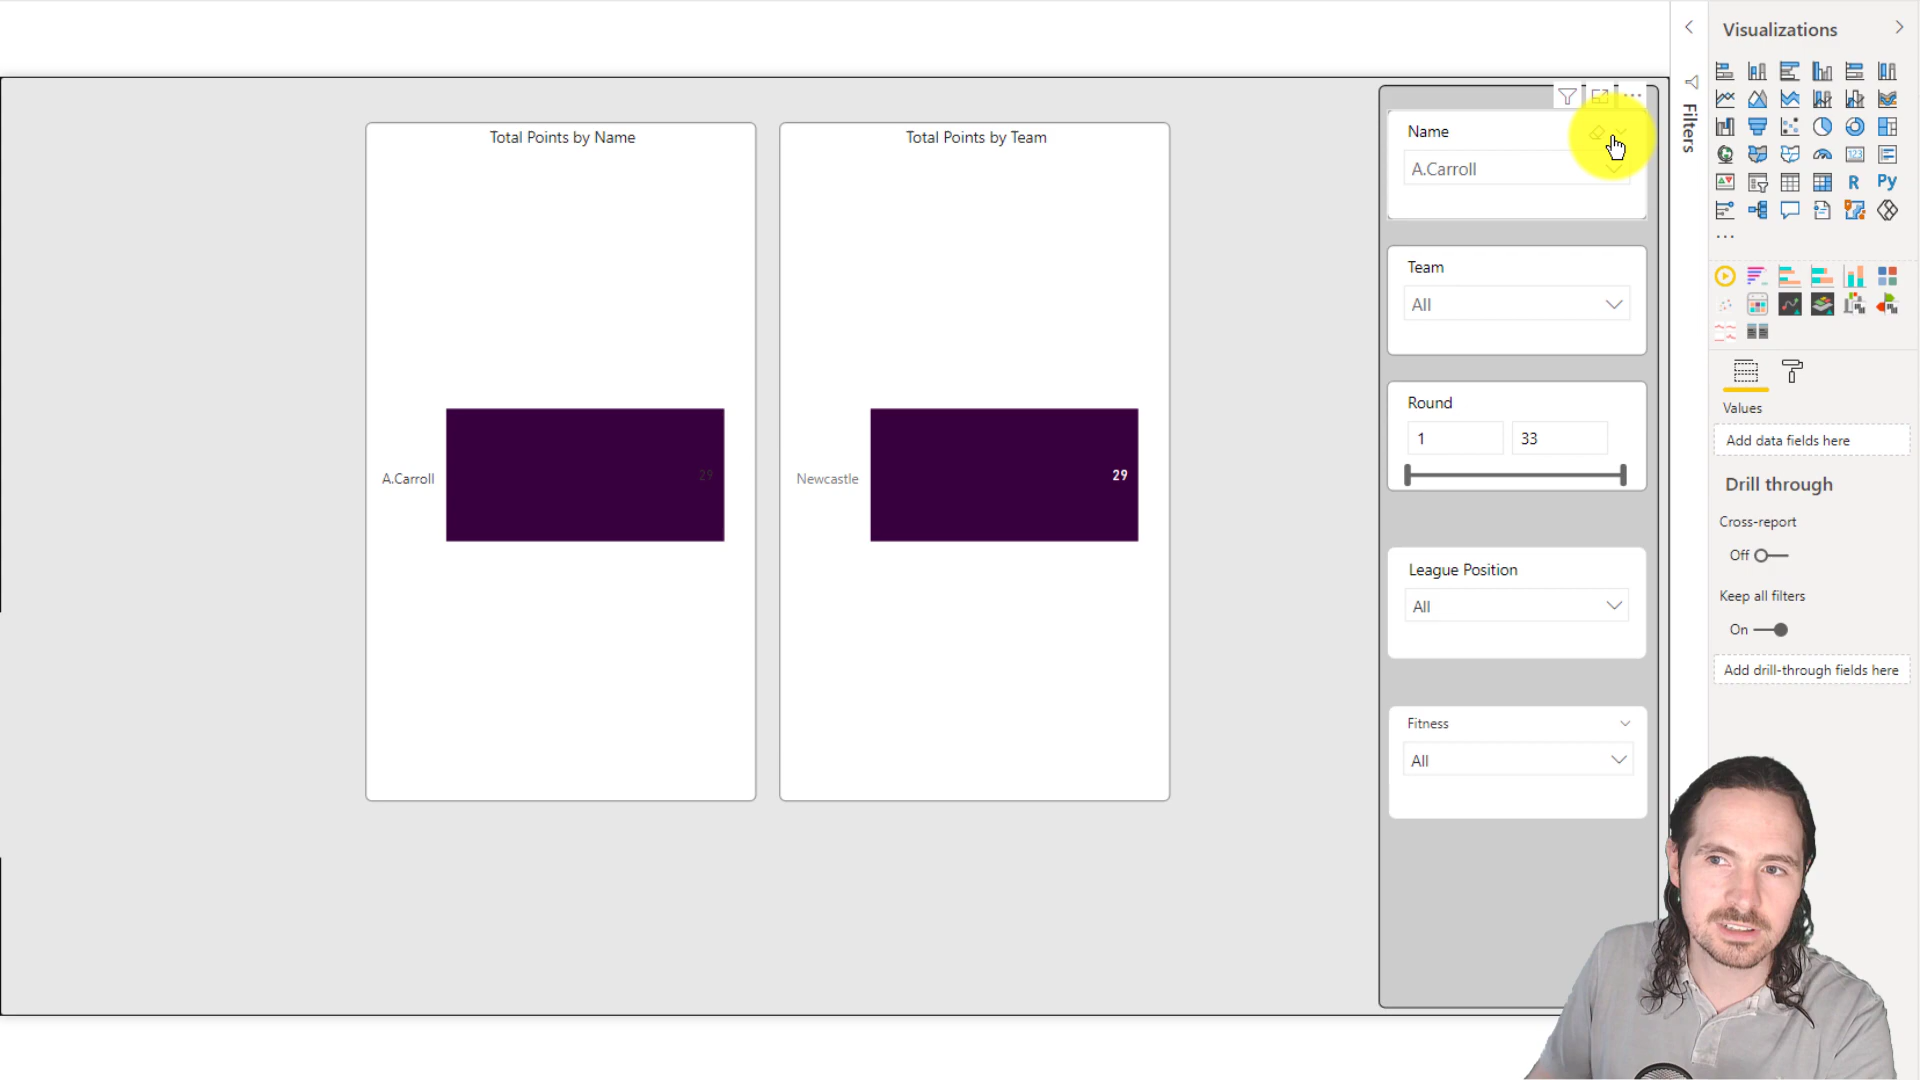 Visualizations
Filters
Total Points by Name
A.Carroll
29
Total Points by Team
Newcastle
29
Name
A.Carroll
Team
All
Round
1
33
League Position
All
Fitness
All
123
R
Py
Values
Add data fields here
Drill through
Cross-report
Off
Keep all filters
On
Add drill-through fields here